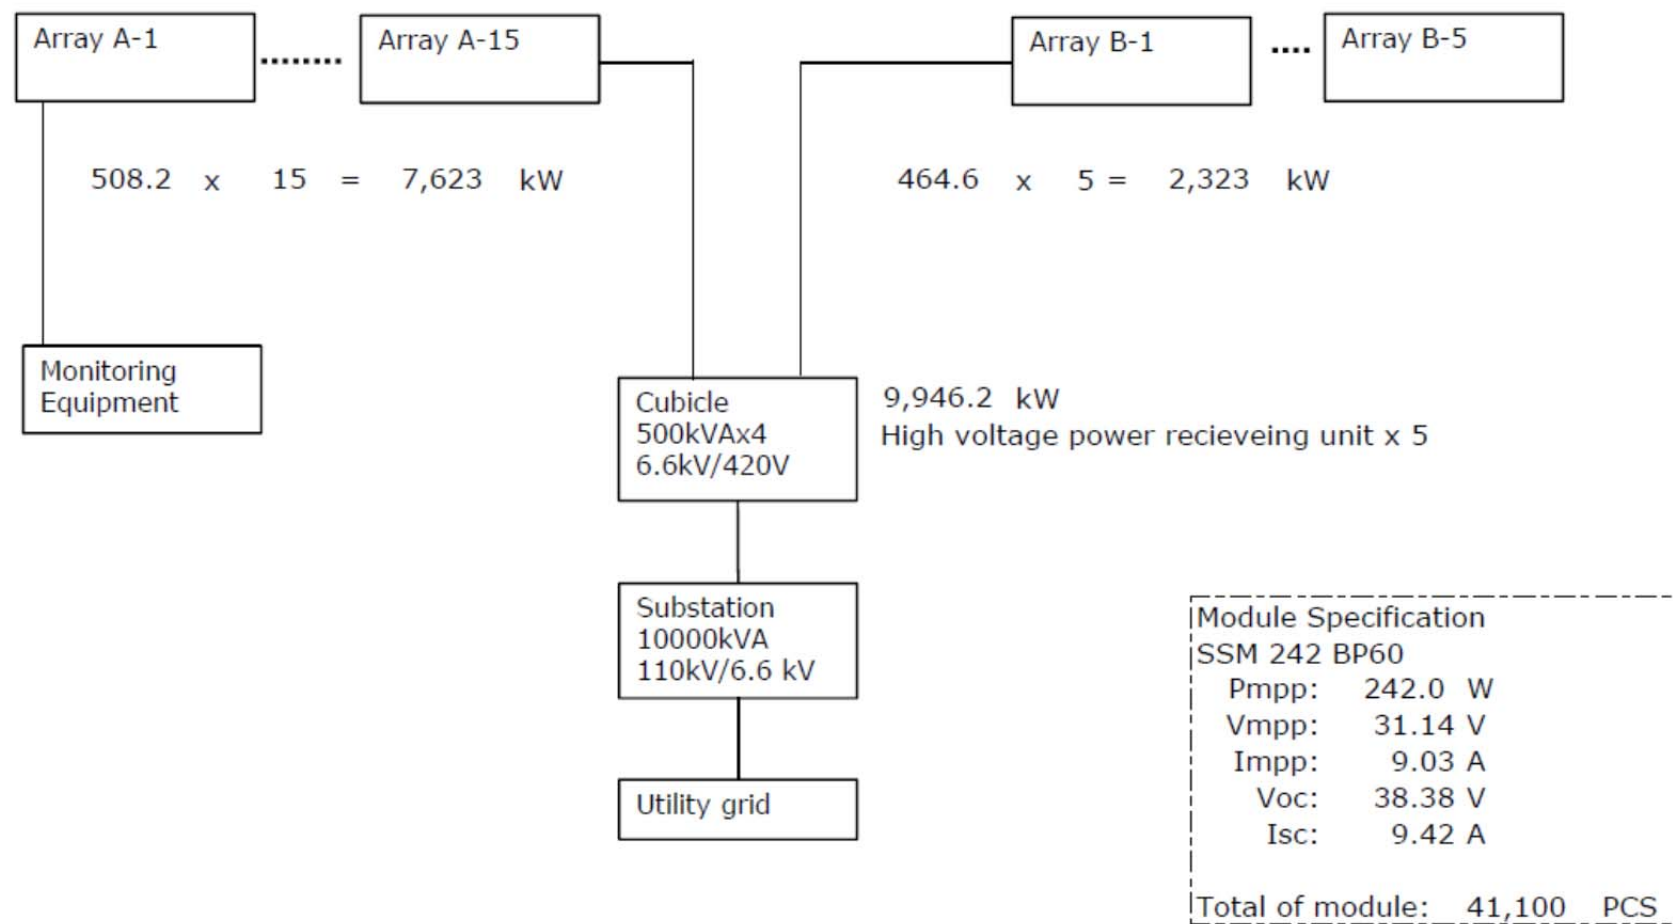 Array A-1
Array A-15
Array B-1
Array B-5
508.2 x 15 = 7,623 kW
464.6 x 5 = 2,323 kW
Monitoring
Equipment
Cubicle
500kVAx4
6.6kV/420V
9,946.2 kW
High voltage power recieveing unit x 5
Substation
10000kVA
110kV/6.6 kV
Utility grid
Module Specification
SSM 242 BP60
Pmpp: 242.0 W
Vmpp: 31.14 V
Impp: 9.03 A
Voc: 38.38 V
Isc: 9.42 A
Total of module: 41,100 PCS